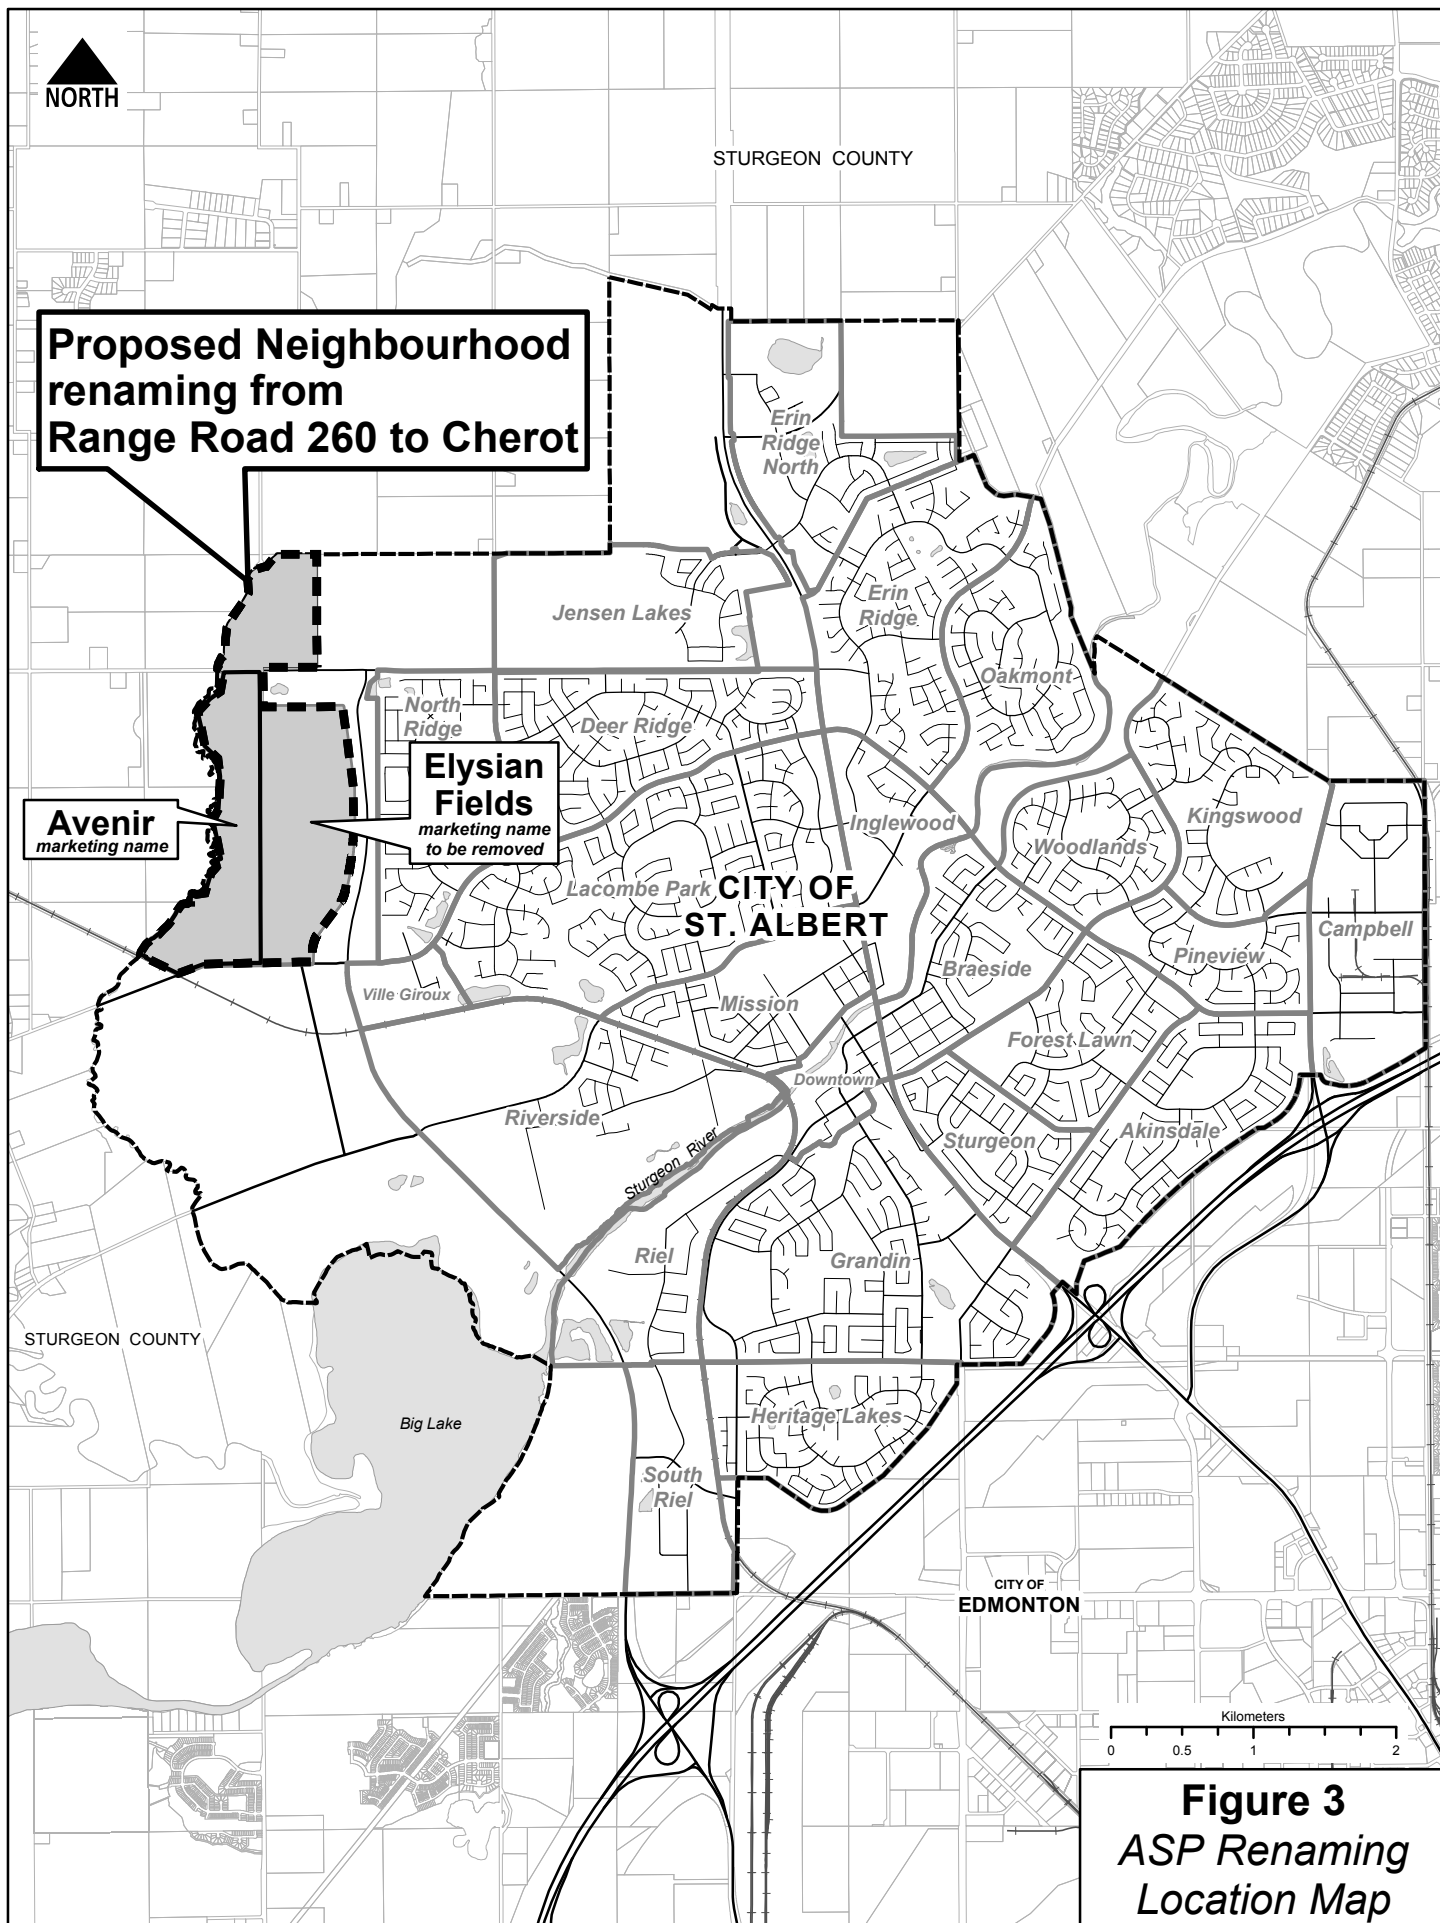 NORTH
STURGEON COUNTY
Proposed Neighbourhood
renaming from
Range Road 260 to Cherot
Erin
Ridge
North
Jensen Lakes
Erin
Ridge
Oakmont
North
Ridge
Deer Ridge
Elysian
Fields
marketing name
to be removed
Avenir
marketing name
Inglewood
Kingswood
Woodlands
Lacombe Park
CITY OF
ST. ALBERT
Campbell
Pineview
Braeside
Ville Giroux
Mission
Forest Lawn
Downtown
Riverside
Sturgeon
Akinsdale
Sturgeon River
Riel
Grandin
STURGEON COUNTY
Big Lake
Heritage Lakes
South
Riel
CITY OF
EDMONTON
Kilometers
0 0.5 1 2
Figure 3
ASP Renaming
Location Map